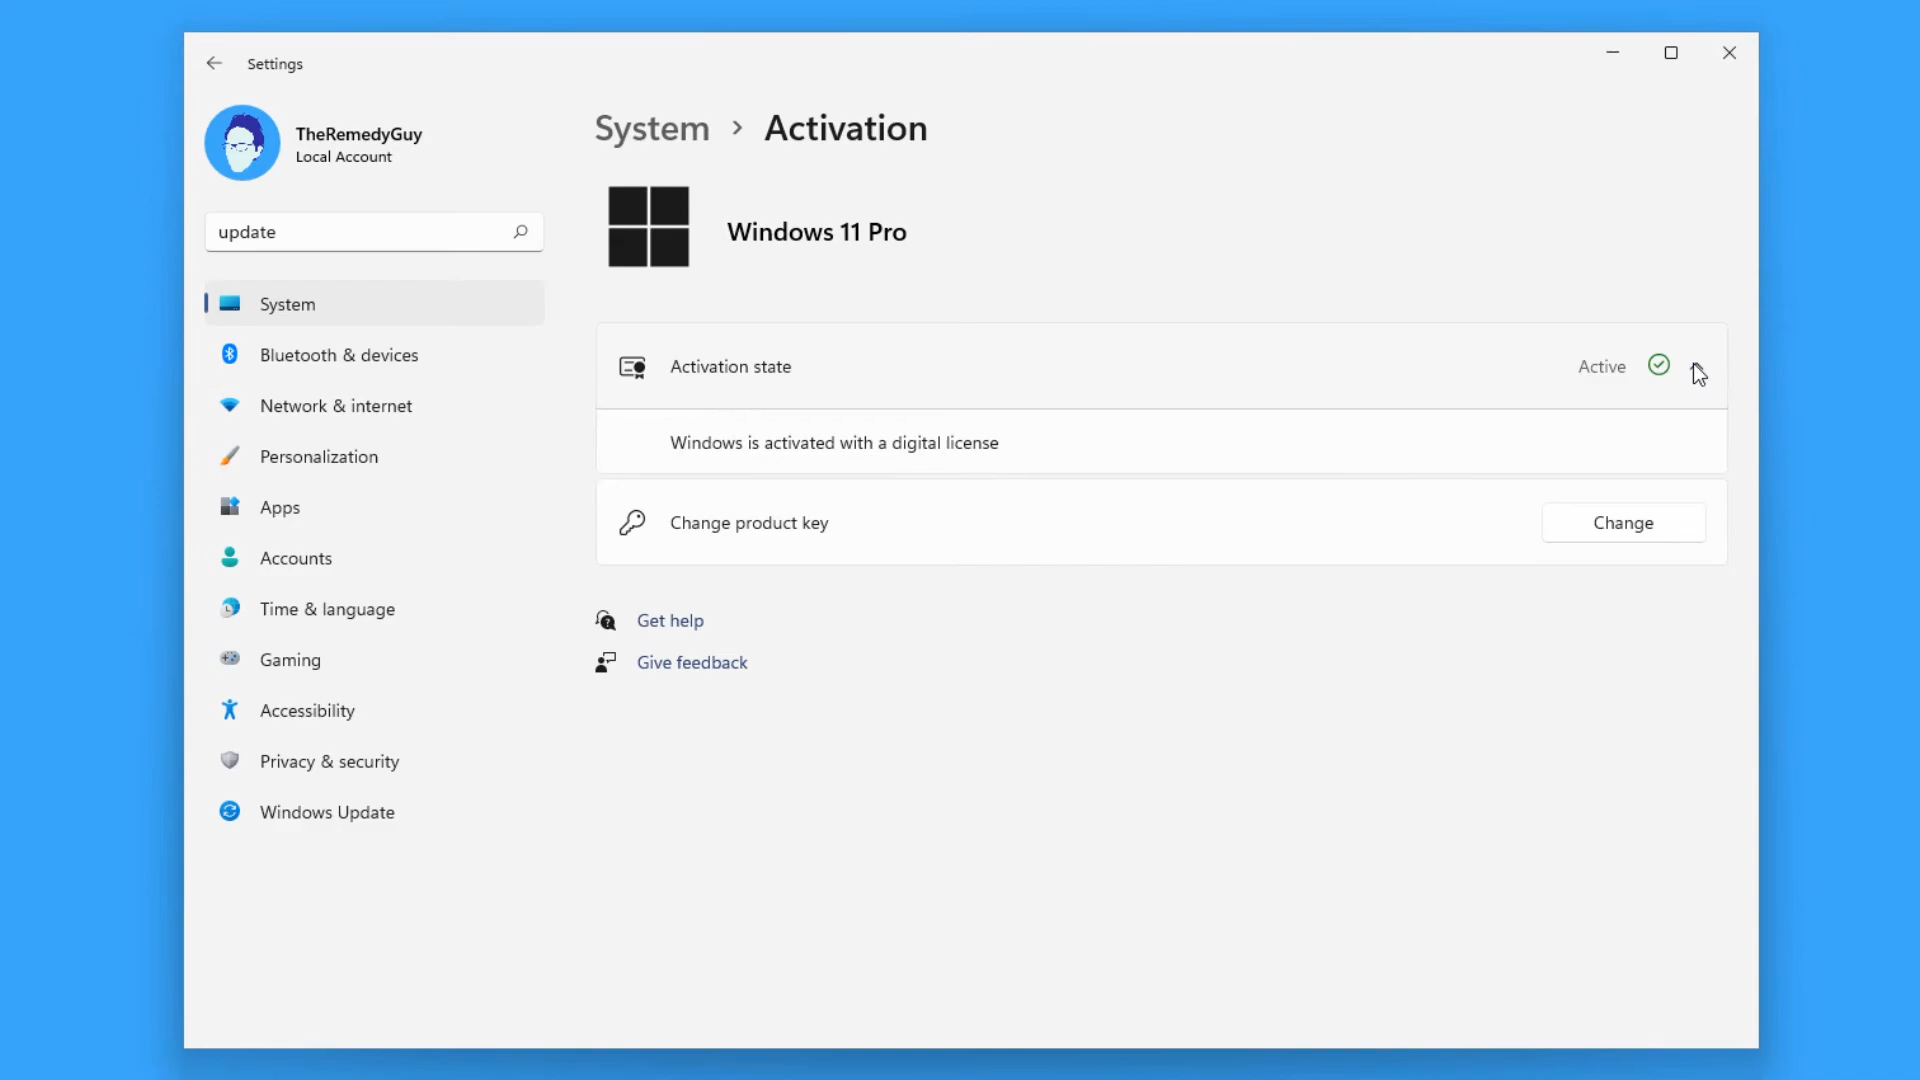 Settings
TheRemedyGuy
Local Account
update
System
Bluetooth & devices
Network & internet
Personalization
Apps
Accounts
Time & language
Gaming
Accessibility
Privacy & security
Windows Update
System > Activation
Windows 11 Pro
Activation state Active
Windows is activated with a digital license
Change product key Change
Get help
Give feedback